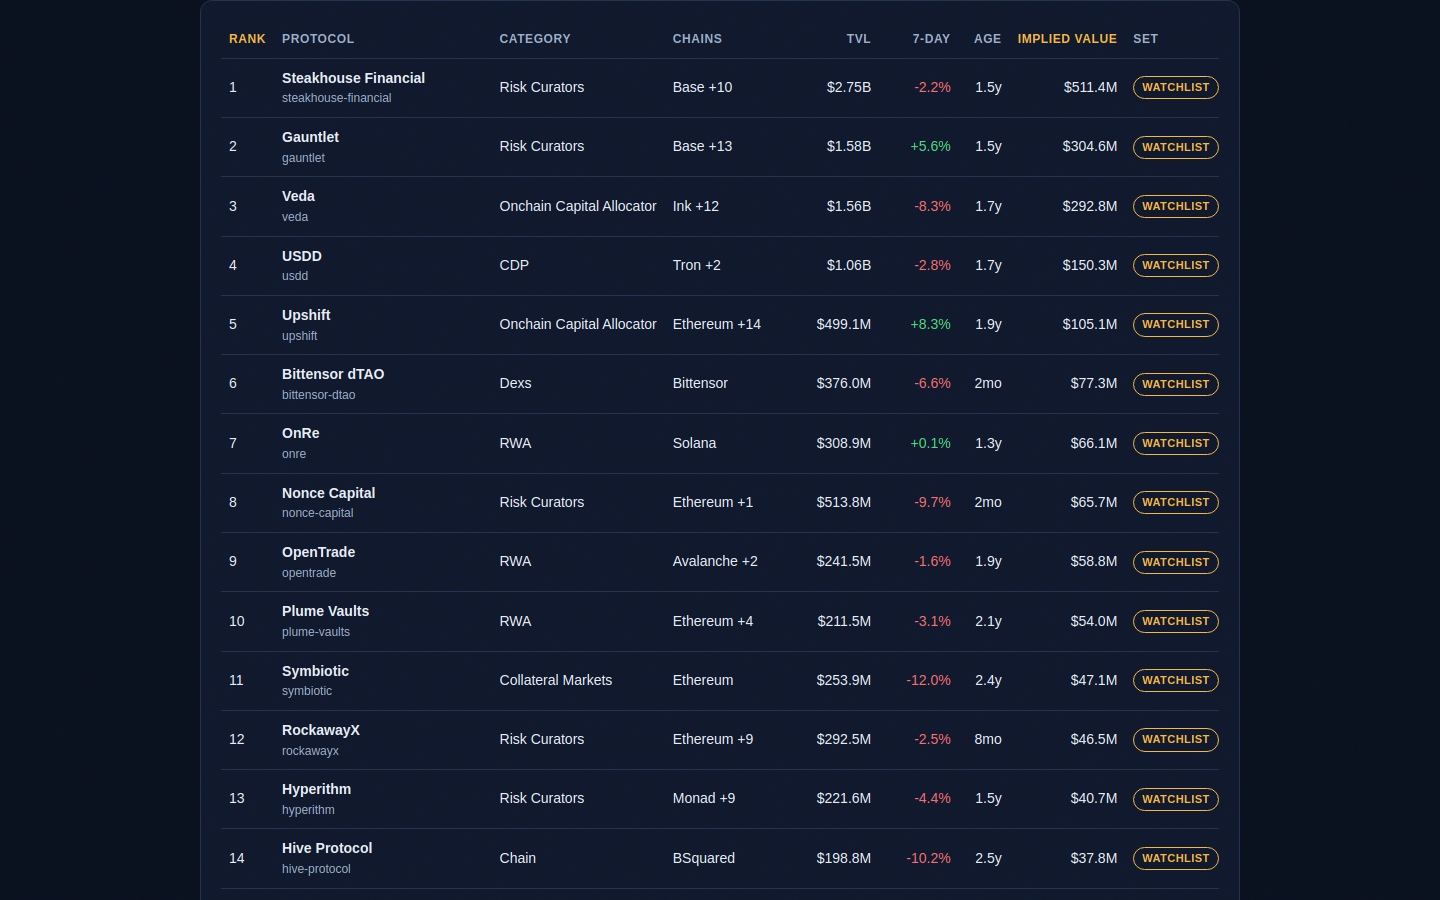 RANK PROTOCOL CATEGORY CHAINS TVL 7-DAY AGE IMPLIED VALUE SET
1 Steakhouse Financial Risk Curators Base +10 $2.75B -2.2% 1.5y $511.4M WATCHLIST
steakhouse-financial
2 Gauntlet Risk Curators Base +13 $1.58B +5.6% 1.5y $304.6M WATCHLIST
gauntlet
3 Veda Onchain Capital Allocator Ink +12 $1.56B -8.3% 1.7y $292.8M WATCHLIST
veda
4 USDD CDP Tron +2 $1.06B -2.8% 1.7y $150.3M WATCHLIST
usdd
5 Upshift Onchain Capital Allocator Ethereum +14 $499.1M +8.3% 1.9y $105.1M WATCHLIST
upshift
6 Bittensor dTAO Dexs Bittensor $376.0M -6.6% 2mo $77.3M WATCHLIST
bittensor-dtao
7 OnRe RWA Solana $308.9M +0.1% 1.3y $66.1M WATCHLIST
onre
8 Nonce Capital Risk Curators Ethereum +1 $513.8M -9.7% 2mo $65.7M WATCHLIST
nonce-capital
9 OpenTrade RWA Avalanche +2 $241.5M -1.6% 1.9y $58.8M WATCHLIST
opentrade
10 Plume Vaults RWA Ethereum +4 $211.5M -3.1% 2.1y $54.0M WATCHLIST
plume-vaults
11 Symbiotic Collateral Markets Ethereum $253.9M -12.0% 2.4y $47.1M WATCHLIST
symbiotic
12 RockawayX Risk Curators Ethereum +9 $292.5M -2.5% 8mo $46.5M WATCHLIST
rockawayx
13 Hyperithm Risk Curators Monad +9 $221.6M -4.4% 1.5y $40.7M WATCHLIST
hyperithm
14 Hive Protocol Chain BSquared $198.8M -10.2% 2.5y $37.8M WATCHLIST
hive-protocol